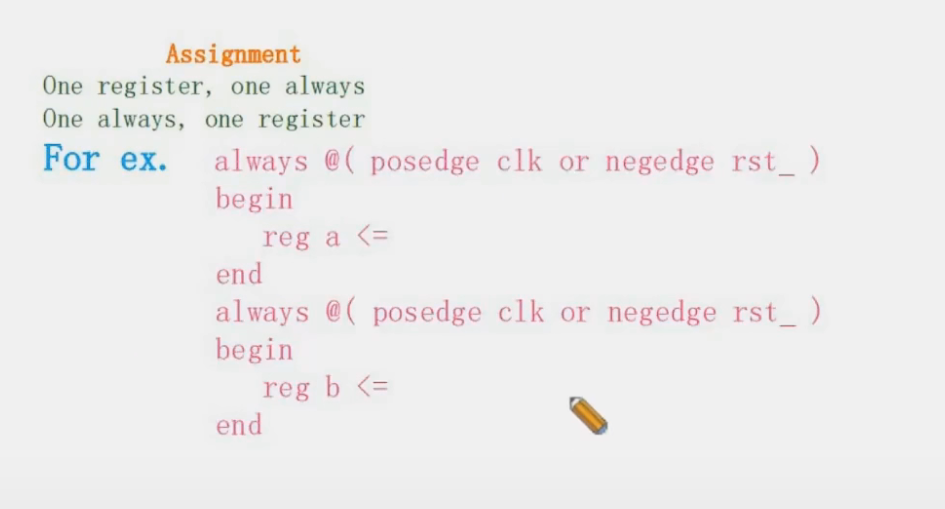 Assignment
One register, one always
One always, one register
For ex. always @( posedge clk or negedge rst_ )
begin
reg a <=
end
always @( posedge clk or negedge rst_ )
begin
reg b <=
end